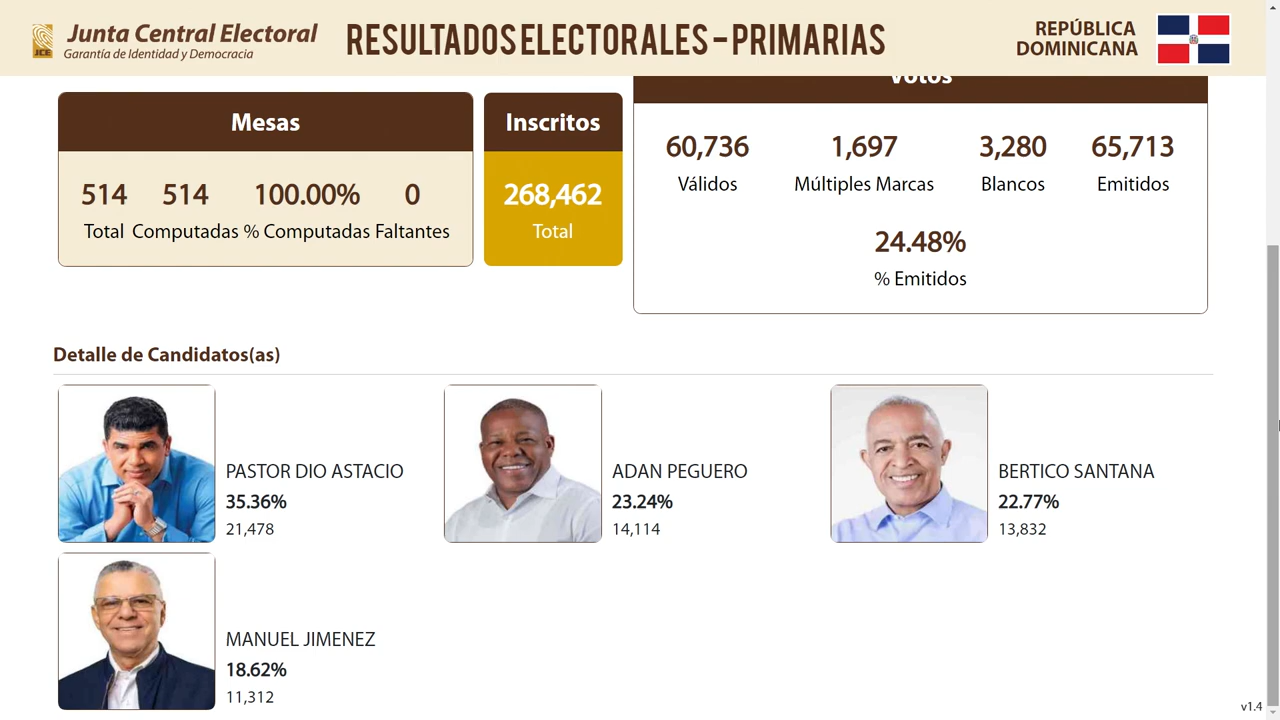 Junta Central Electoral
Garantía de Identidad y Democracia
RESULTADOS ELECTORALES – PRIMARIAS
REPÚBLICA
DOMINICANA
JCE
Mesas
Inscritos
Votos
514 514 100.00% 0
Total Computadas % Computadas Faltantes
268,462
Total
60,736 1,697 3,280 65,713
Válidos Múltiples Marcas Blancos Emitidos
24.48%
% Emitidos
Detalle de Candidatos(as)
PASTOR DIO ASTACIO
35.36%
21,478
ADAN PEGUERO
23.24%
14,114
BERTICO SANTANA
22.77%
13,832
MANUEL JIMENEZ
18.62%
11,312
v1.4